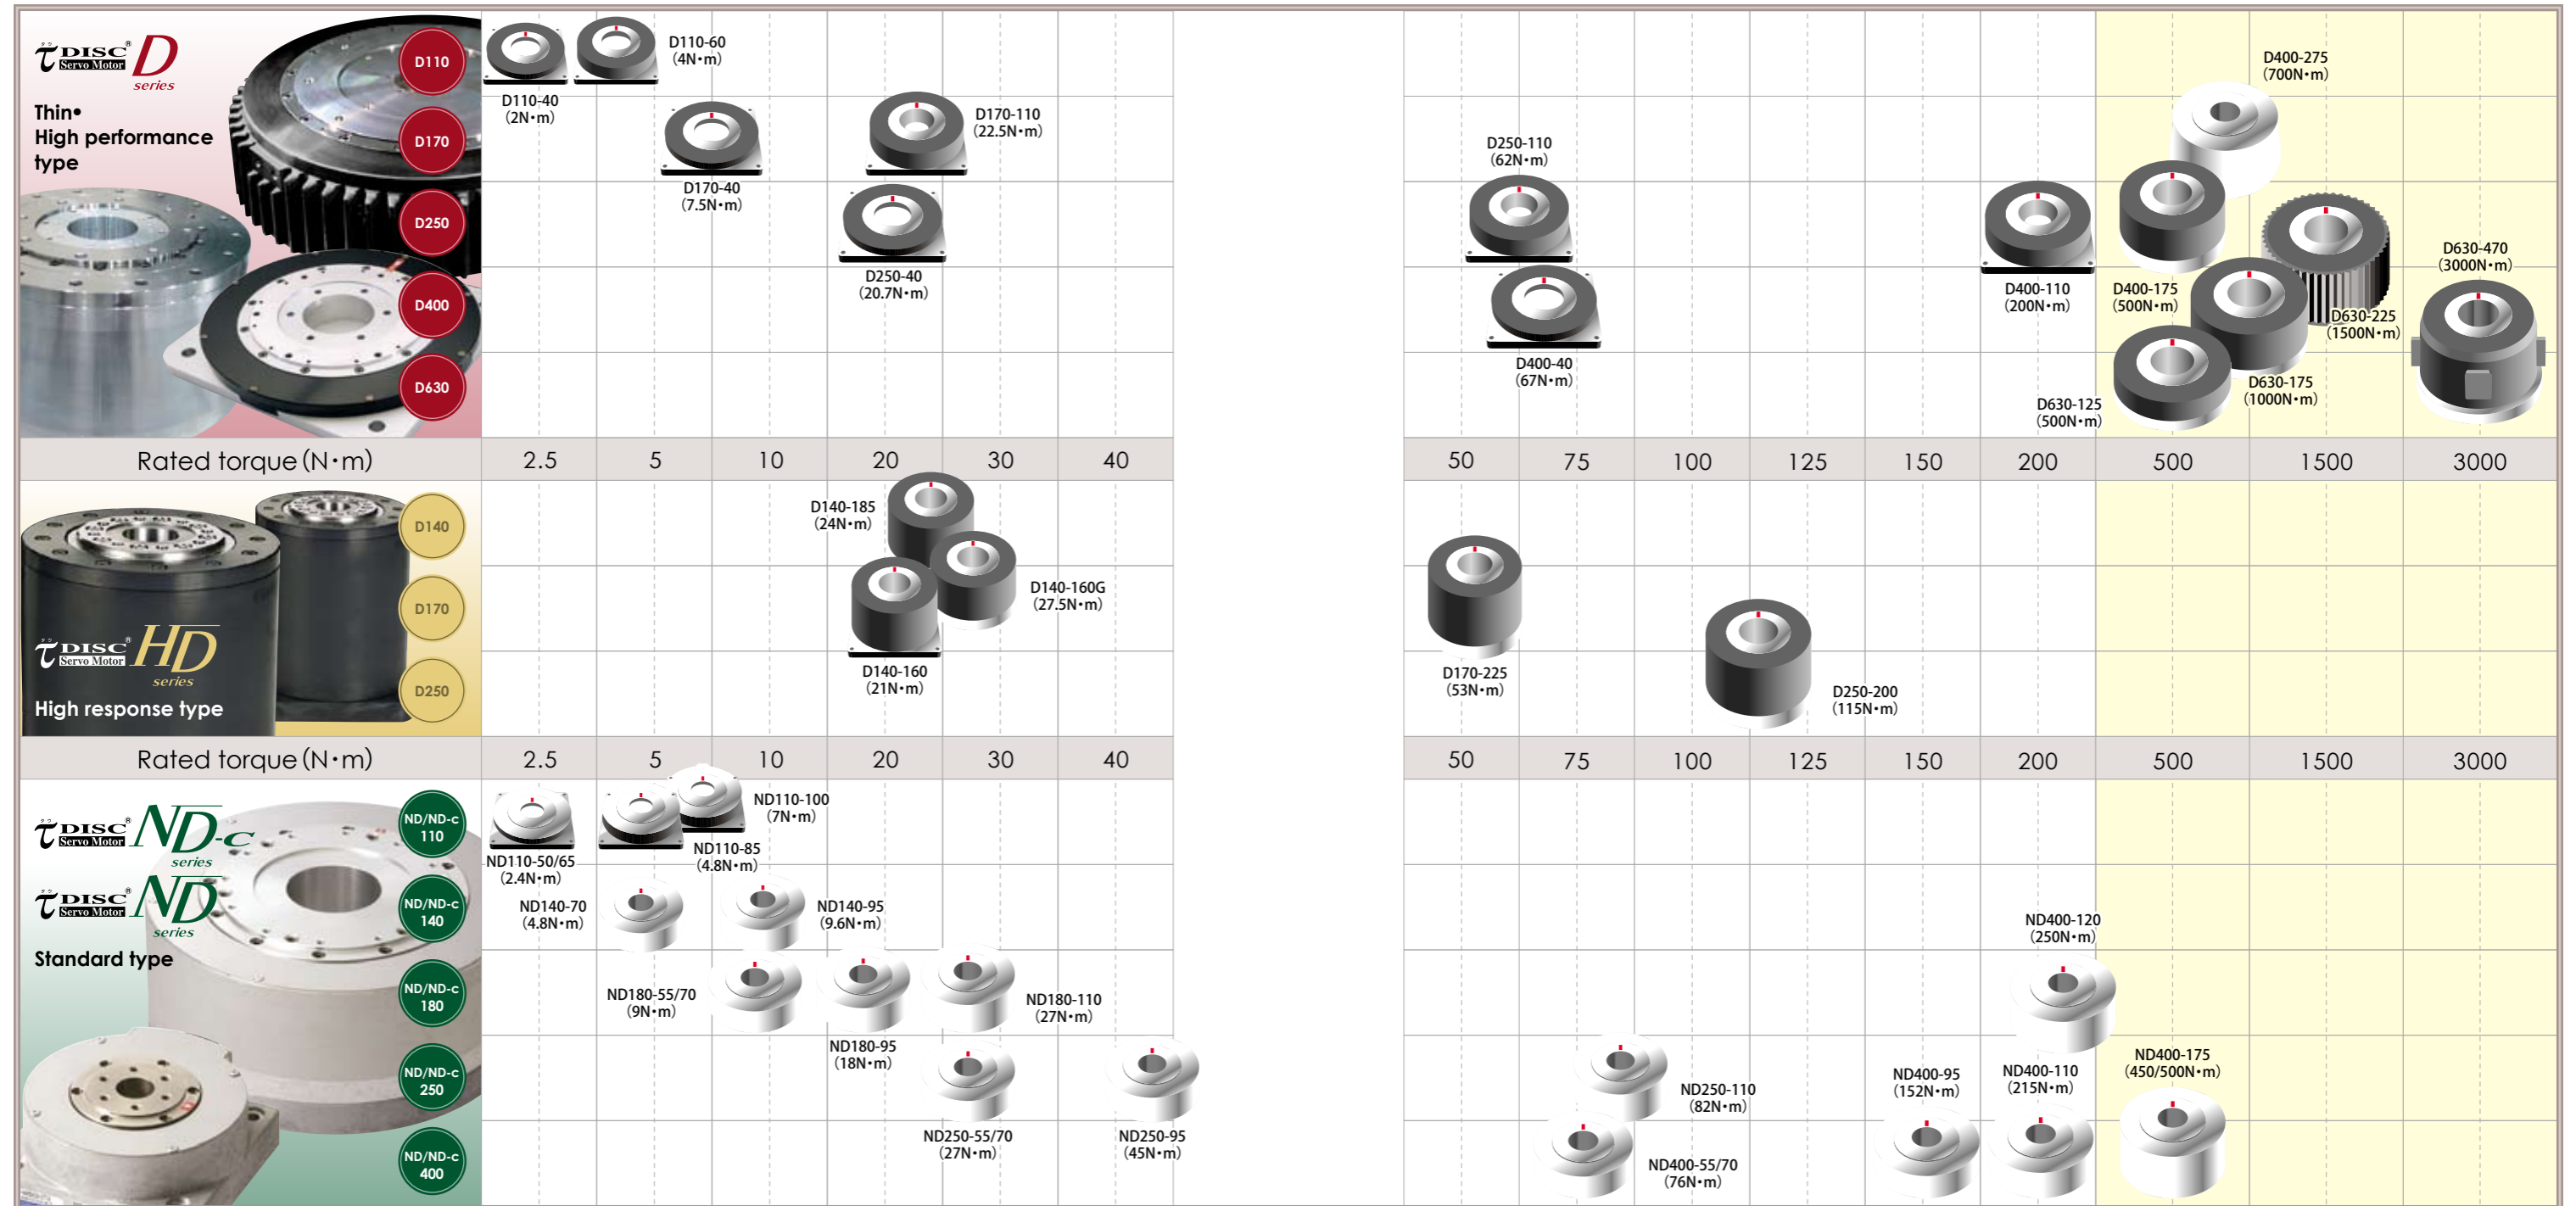 τ DISC® D
Servo Motor
series
Thin•
High performance
type
D110
D170
D250
D400
D630
D110-40
(2N•m)
D110-60
(4N•m)
D170-40
(7.5N•m)
D170-110
(22.5N•m)
D250-40
(20.7N•m)
D250-110
(62N•m)
D400-40
(67N•m)
D400-110
(200N•m)
D400-175
(500N•m)
D400-275
(700N•m)
D630-125
(500N•m)
D630-175
(1000N•m)
D630-225
(1500N•m)
D630-470
(3000N•m)
Rated torque(N・m) 2.5 5 10 20 30 40 50 75 100 125 150 200 500 1500 3000
τ DISC® HD
Servo Motor
series
High response type
D140
D170
D250
D140-185
(24N•m)
D140-160G
(27.5N•m)
D140-160
(21N•m)
D170-225
(53N•m)
D250-200
(115N•m)
Rated torque(N・m) 2.5 5 10 20 30 40 50 75 100 125 150 200 500 1500 3000
τ DISC® ND-c
Servo Motor
series
τ DISC® ND
Servo Motor
series
Standard type
ND/ND-c
110
ND/ND-c
140
ND/ND-c
180
ND/ND-c
250
ND/ND-c
400
ND110-50/65
(2.4N•m)
ND110-85
(4.8N•m)
ND110-100
(7N•m)
ND140-70
(4.8N•m)
ND140-95
(9.6N•m)
ND180-55/70
(9N•m)
ND180-95
(18N•m)
ND180-110
(27N•m)
ND250-55/70
(27N•m)
ND250-95
(45N•m)
ND250-110
(82N•m)
ND400-55/70
(76N•m)
ND400-95
(152N•m)
ND400-110
(215N•m)
ND400-120
(250N•m)
ND400-175
(450/500N•m)